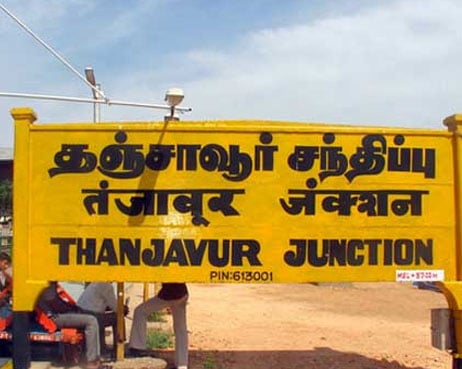 தஞ்சாவூர் சந்திப்பு
तंजावूर जंक्शन
THANJAVUR JUNCTION
PIN:613001